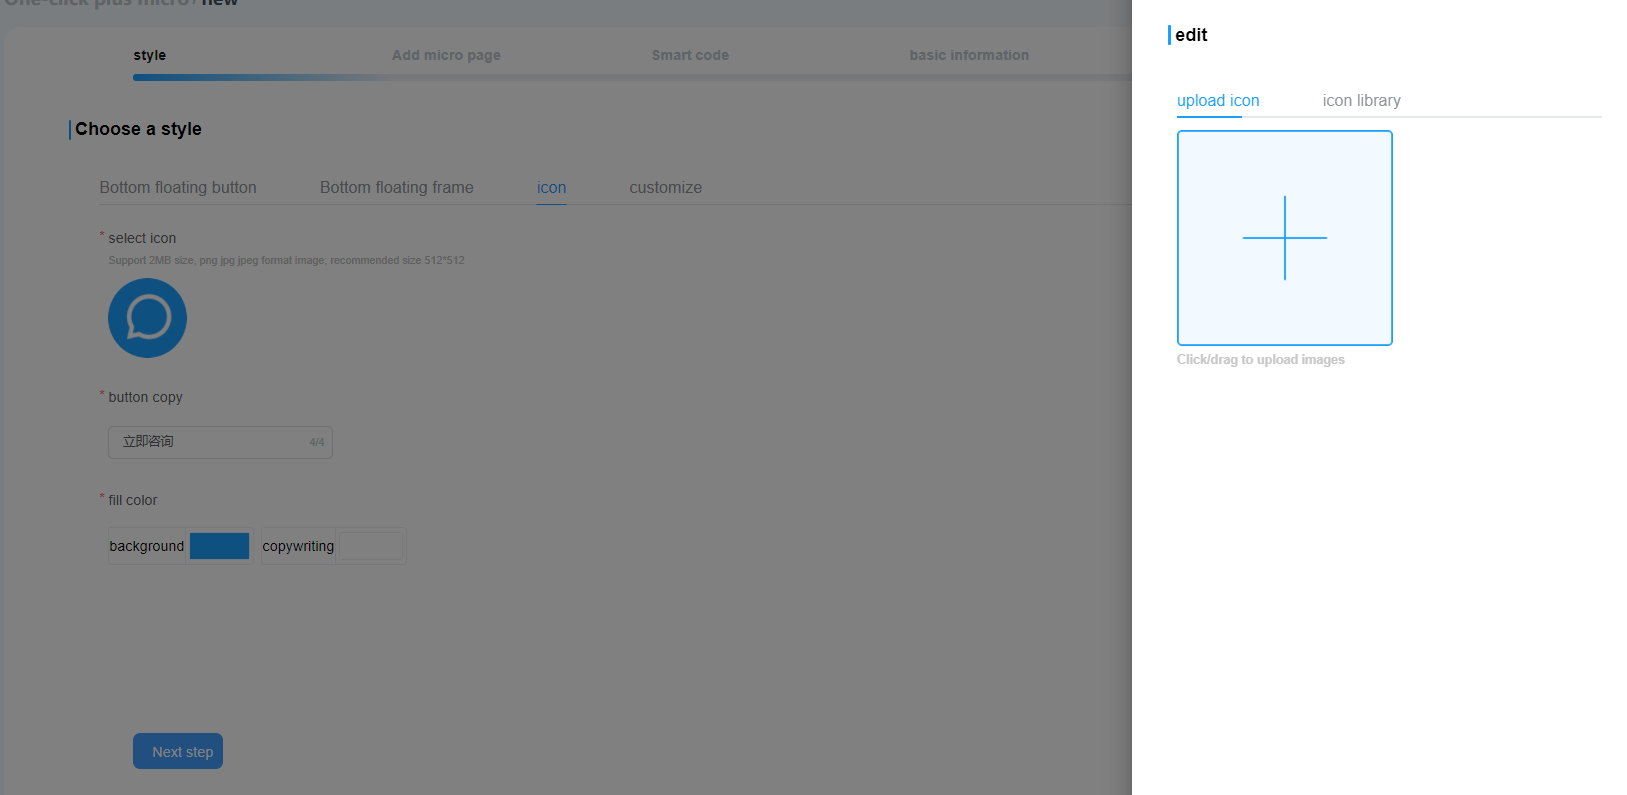 One-click plus micro / new
style
Add micro page
Smart code
basic information
Choose a style
Bottom floating button
Bottom floating frame
icon
customize
* select icon
Support 2MB size, png jpg jpeg format image; recommended size 512*512
* button copy
立即咨询 4/4
* fill color
background
copywriting
Next step
edit
upload icon
icon library
Click/drag to upload images